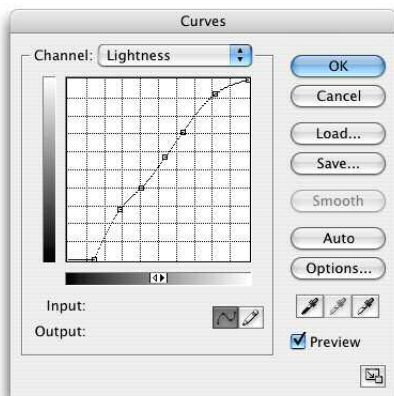 Curves
Channel: Lightness
OK
Cancel
Load...
Save...
Smooth
Auto
Options...
Input:
Output:
Preview